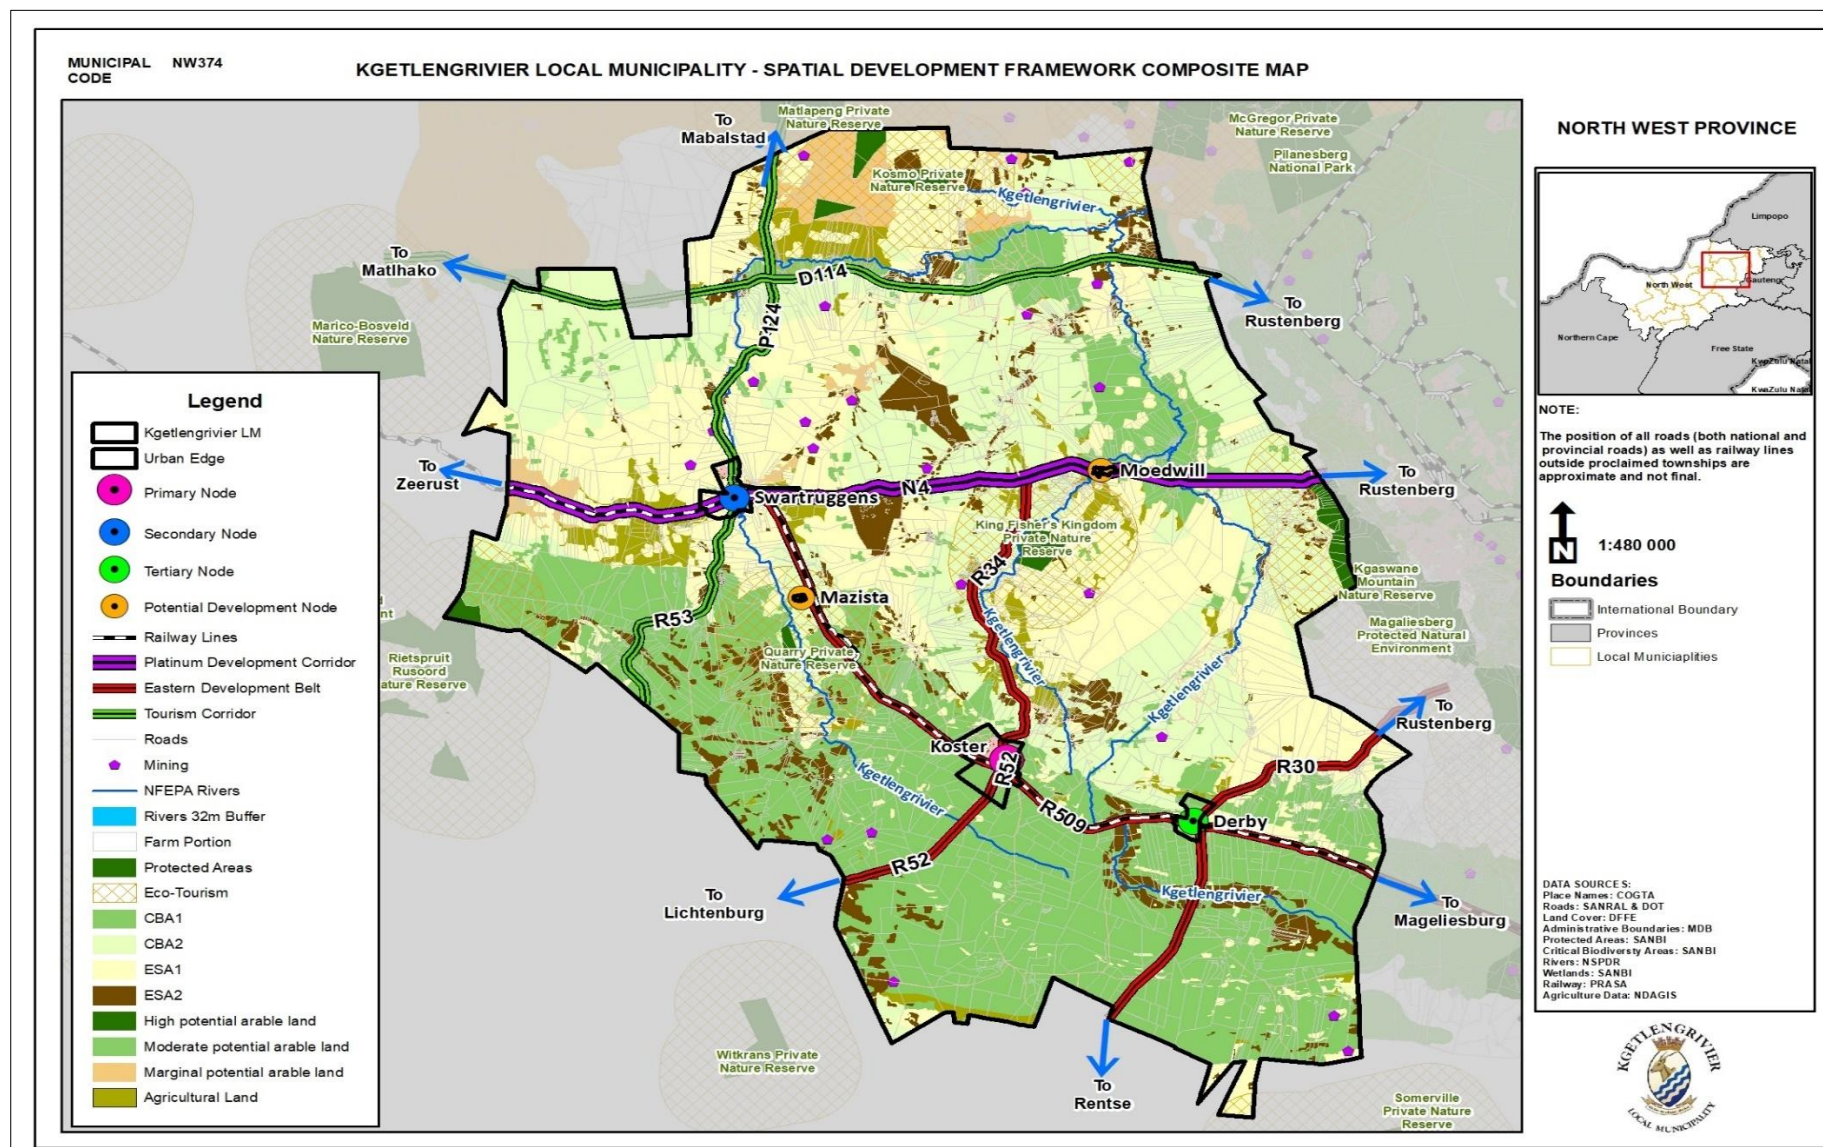 MUNICIPAL CODE NW374
KGETLENGRIVIER LOCAL MUNICIPALITY - SPATIAL DEVELOPMENT FRAMEWORK COMPOSITE MAP
To
Mabalstad
Matlapeng Private
Nature Reserve
McGregor Private
Nature Reserve
Pilanesberg
National Park
Kosmo Private
Nature Reserve
Kgetlengrivier
To
Matlhako
D114
To
Rustenberg
P124
Marico-Bosveld
Nature Reserve
To
Zeerust
Swartruggens
N4
Moedwill
To
Rustenberg
King Fisher's Kingdom
Private Nature
Reserve
R34
Kgaswane
Mountain
Nature Reserve
Mazista
R53
Kgetlengrivier
Magaliesberg
Protected Natural
Environment
Quarry Private
Nature Reserve
Rietspruit
Rusoord
ature Reserve
Kgetlengrivier
To
Rustenberg
Koster
R52
R30
Kgetlengrivier
R509
Derby
R52
To
Lichtenburg
Kgetlengrivier
To
Mageliesburg
Witkrans Private
Nature Reserve
To
Rentse
Somerville
Private Nature
Reserve
Legend
Kgetlengrivier LM
Urban Edge
Primary Node
Secondary Node
Tertiary Node
Potential Development Node
Railway Lines
Platinum Development Corridor
Eastern Development Belt
Tourism Corridor
Roads
Mining
NFEPA Rivers
Rivers 32m Buffer
Farm Portion
Protected Areas
Eco-Tourism
CBA1
CBA2
ESA1
ESA2
High potential arable land
Moderate potential arable land
Marginal potential arable land
Agricultural Land
NORTH WEST PROVINCE
Limpopo
North West
Gauteng
Northern Cape
Free State
KwaZulu Natal
KwaZulu Natal
NOTE:
The position of all roads (both national and
provincial roads) as well as railway lines
outside proclaimed townships are
approximate and not final.
N
1:480 000
Boundaries
International Boundary
Provinces
Local Municiaplities
DATA SOURCES:
Place Names: COGTA
Roads: SANRAL & DOT
Land Cover: DFFE
Administrative Boundaries: MDB
Protected Areas: SANBI
Critical Biodiversty Areas: SANBI
Rivers: NSPDR
Wetlands: SANBI
Railway: PRASA
Agriculture Data: NDAGIS
KGETLENGRIVIER
LOCAL MUNICIPALITY